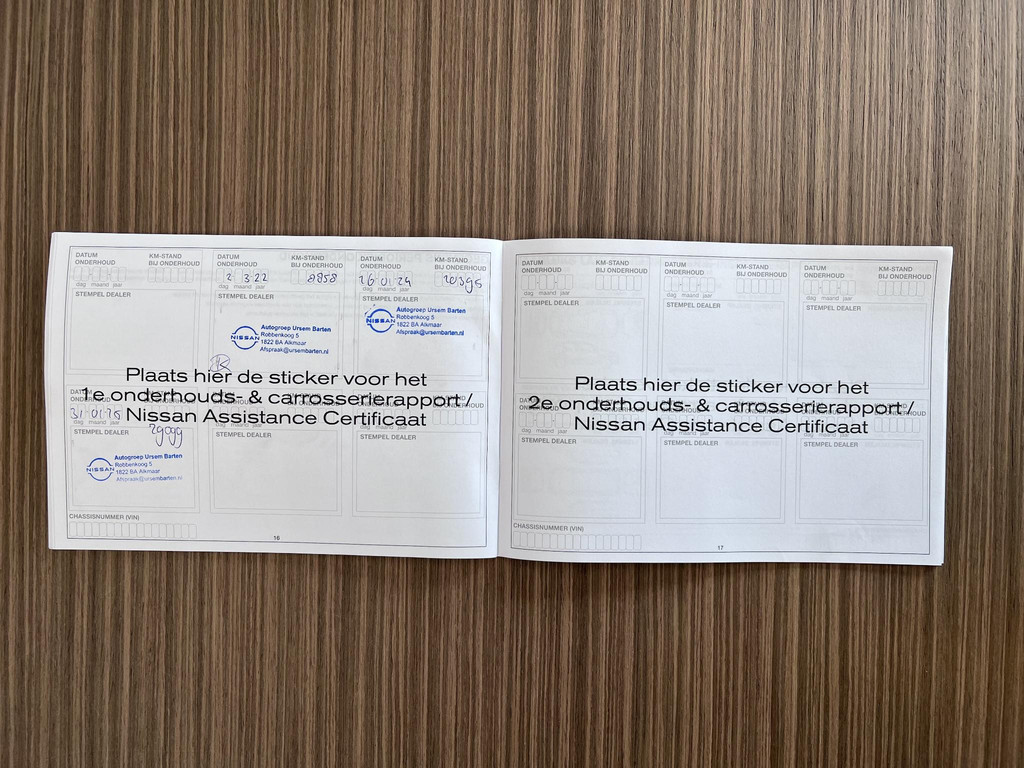 DATUM ONDERHOUD
KM-STAND BIJ ONDERHOUD
dag maand jaar
STEMPEL DEALER
DATUM ONDERHOUD
KM-STAND BIJ ONDERHOUD
2 3 22
8858
dag maand jaar
STEMPEL DEALER
NISSAN
Autogroep Ursem Barten
Robbenkoog 5
1822 BA Alkmaar
Afspraak@ursembarten.nl
DATUM ONDERHOUD
KM-STAND BIJ ONDERHOUD
26 01 24
dag maand jaar
STEMPEL DEALER
NISSAN
Autogroep Ursem Barten
Robbenkoog 5
1822 BA Alkmaar
Afspraak@ursembarten.nl
Plaats hier de sticker voor het
1e onderhouds- & carrosserierapport /
Nissan Assistance Certificaat
STEMPEL DEALER
NISSAN
Autogroep Ursem Barten
Robbenkoog 5
1822 BA Alkmaar
Afspraak@ursembarten.nl
STEMPEL DEALER
STEMPEL DEALER
CHASSISNUMMER (VIN)
16
DATUM ONDERHOUD
KM-STAND BIJ ONDERHOUD
dag maand jaar
STEMPEL DEALER
DATUM ONDERHOUD
KM-STAND BIJ ONDERHOUD
dag maand jaar
STEMPEL DEALER
DATUM ONDERHOUD
KM-STAND BIJ ONDERHOUD
dag maand jaar
STEMPEL DEALER
Plaats hier de sticker voor het
2e onderhouds- & carrosserierapport /
Nissan Assistance Certificaat
dag maand jaar
STEMPEL DEALER
STEMPEL DEALER
STEMPEL DEALER
CHASSISNUMMER (VIN)
17